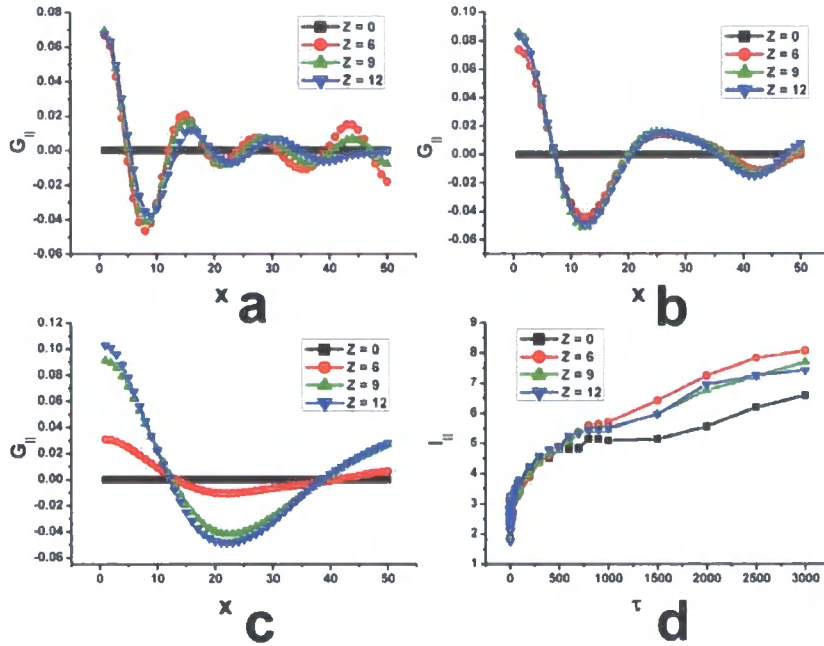 0.08
0.06
0.04
0.02
0.00
-0.02
-0.04
-0.06
G||
0 10 20 30 40 50
x
a
Z = 0
Z = 6
Z = 9
Z = 12
0.10
0.08
0.06
0.04
0.02
0.00
-0.02
-0.04
-0.06
G||
0 10 20 30 40 50
x
b
Z = 0
Z = 6
Z = 9
Z = 12
0.12
0.10
0.08
0.06
0.04
0.02
0.00
-0.02
-0.04
-0.06
G||
0 10 20 30 40 50
x
c
Z = 0
Z = 6
Z = 9
Z = 12
9
8
7
6
5
4
3
2
1
0 500 1000 1500 2000 2500 3000
τ
d
Z = 0
Z = 6
Z = 9
Z = 12